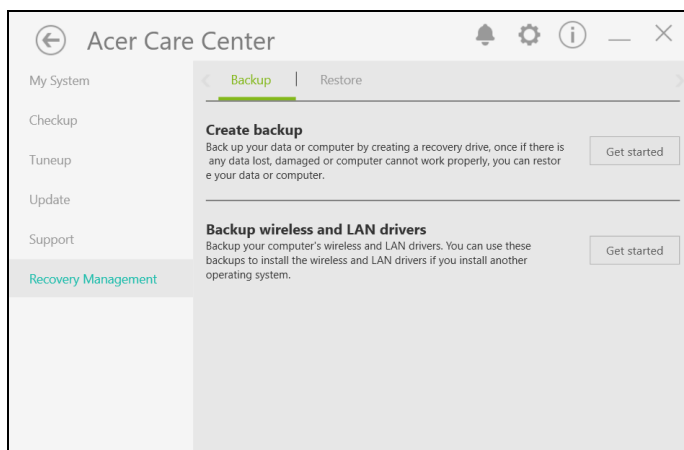 Acer Care Center
My System
Checkup
Tuneup
Update
Support
Recovery Management
Backup | Restore
Create backup
Back up your data or computer by creating a recovery drive, once if there is
any data lost, damaged or computer cannot work properly, you can restor
e your data or computer.
Get started
Backup wireless and LAN drivers
Backup your computer's wireless and LAN drivers. You can use these
backups to install the wireless and LAN drivers if you install another
operating system.
Get started